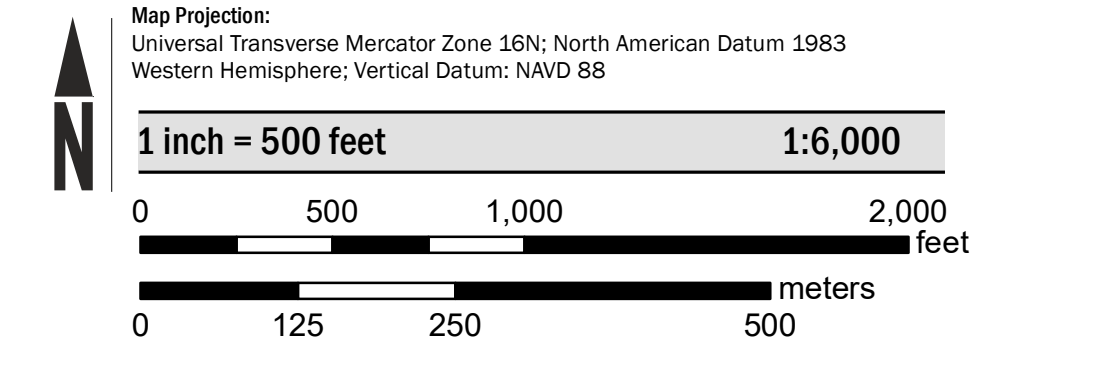 Map Projection:
Universal Transverse Mercator Zone 16N; North American Datum 1983
Western Hemisphere; Vertical Datum: NAVD 88
N
1 inch = 500 feet 1:6,000
0 500 1,000 2,000
feet
meters
0 125 250 500